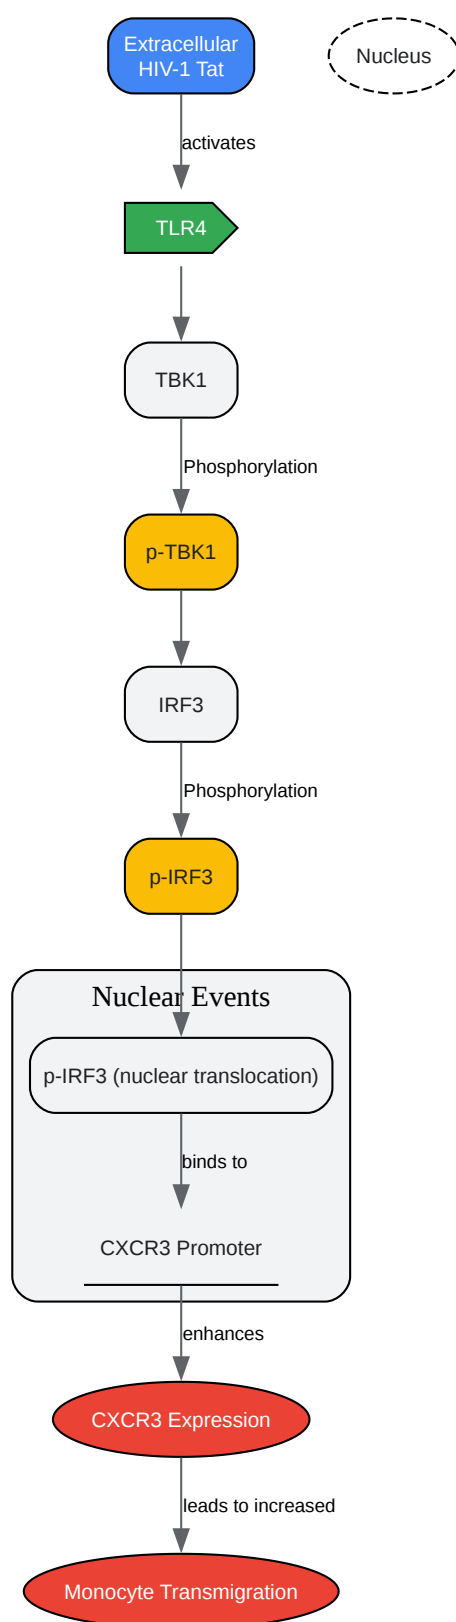 Extracellular
HIV-1 Tat
Nucleus
activates
TLR4
TBK1
Phosphorylation
p-TBK1
IRF3
Phosphorylation
p-IRF3
Nuclear Events
p-IRF3 (nuclear translocation)
binds to
CXCR3 Promoter
enhances
CXCR3 Expression
leads to increased
Monocyte Transmigration